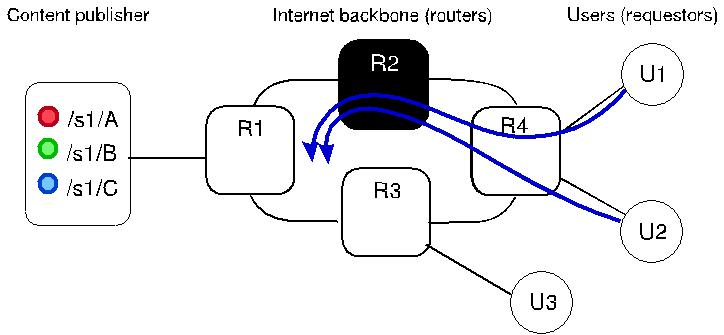 Content publisher
Internet backbone (routers)
Users (requestors)
R2
U1
/s1/A
/s1/B
/s1/C
R1
R4
R3
U2
U3